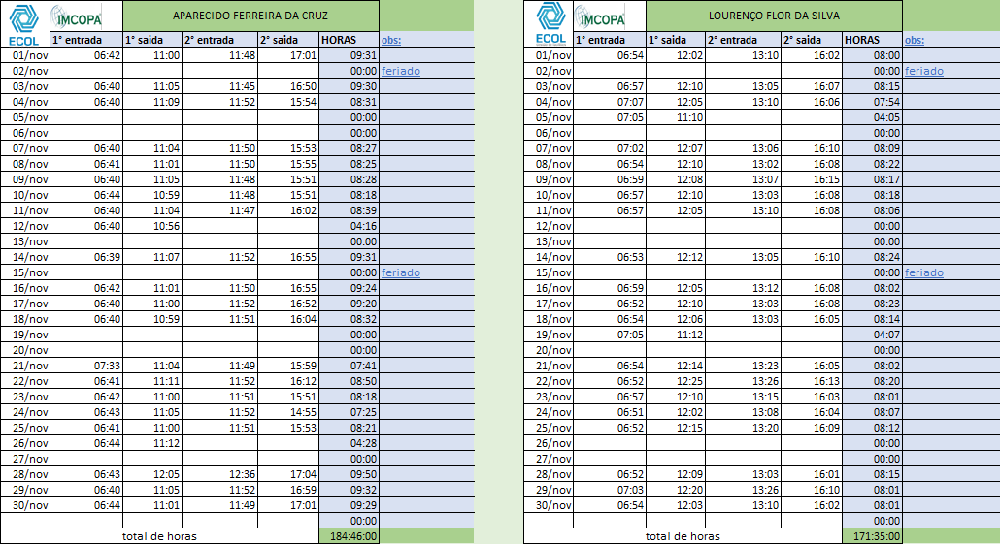 ECOL
IMCOPA
APARECIDO FERREIRA DA CRUZ
1° entrada 1° saida 2° entrada 2° saida HORAS obs:
01/nov 06:42 11:00 11:48 17:01 09:31
02/nov 00:00 feriado
03/nov 06:40 11:05 11:45 16:50 09:30
04/nov 06:40 11:09 11:52 15:54 08:31
05/nov 00:00
06/nov 00:00
07/nov 06:40 11:04 11:50 15:53 08:27
08/nov 06:41 11:01 11:50 15:55 08:25
09/nov 06:40 11:05 11:48 15:51 08:28
10/nov 06:44 10:59 11:48 15:51 08:18
11/nov 06:40 11:04 11:47 16:02 08:39
12/nov 06:40 10:56 04:16
13/nov 00:00
14/nov 06:39 11:07 11:52 16:55 09:31
15/nov 00:00 feriado
16/nov 06:42 11:01 11:50 16:55 09:24
17/nov 06:40 11:00 11:52 16:52 09:20
18/nov 06:40 10:59 11:51 16:04 08:32
19/nov 00:00
20/nov 00:00
21/nov 07:33 11:04 11:49 15:59 07:41
22/nov 06:41 11:11 11:52 16:12 08:50
23/nov 06:42 11:00 11:51 15:51 08:18
24/nov 06:43 11:05 11:52 14:55 07:25
25/nov 06:41 11:00 11:51 15:53 08:21
26/nov 06:44 11:12 04:28
27/nov 00:00
28/nov 06:43 12:05 12:36 17:04 09:50
29/nov 06:40 11:05 11:52 16:59 09:32
30/nov 06:44 11:01 11:49 17:01 09:29
00:00
total de horas 184:46:00
ECOL
IMCOPA
LOURENÇO FLOR DA SILVA
1° entrada 1° saida 2° entrada 2° saida HORAS obs:
01/nov 06:54 12:02 13:10 16:02 08:00
02/nov 00:00 feriado
03/nov 06:57 12:10 13:05 16:07 08:15
04/nov 07:07 12:05 13:10 16:06 07:54
05/nov 07:05 11:10 04:05
06/nov 00:00
07/nov 07:02 12:07 13:06 16:10 08:09
08/nov 06:54 12:10 13:02 16:08 08:22
09/nov 06:59 12:08 13:07 16:15 08:17
10/nov 06:57 12:10 13:03 16:08 08:18
11/nov 06:57 12:05 13:10 16:08 08:06
12/nov 00:00
13/nov 00:00
14/nov 06:53 12:12 13:05 16:10 08:24
15/nov 00:00 feriado
16/nov 06:59 12:05 13:12 16:08 08:02
17/nov 06:52 12:10 13:03 16:08 08:23
18/nov 06:54 12:06 13:03 16:05 08:14
19/nov 07:05 11:12 04:07
20/nov 00:00
21/nov 06:54 12:14 13:23 16:05 08:02
22/nov 06:52 12:25 13:26 16:13 08:20
23/nov 06:57 12:10 13:15 16:03 08:01
24/nov 06:51 12:02 13:08 16:04 08:07
25/nov 06:52 12:15 13:20 16:09 08:12
26/nov 00:00
27/nov 00:00
28/nov 06:52 12:09 13:03 16:01 08:15
29/nov 07:03 12:20 13:26 16:10 08:01
30/nov 06:54 12:03 13:10 16:02 08:01
00:00
total de horas 171:35:00